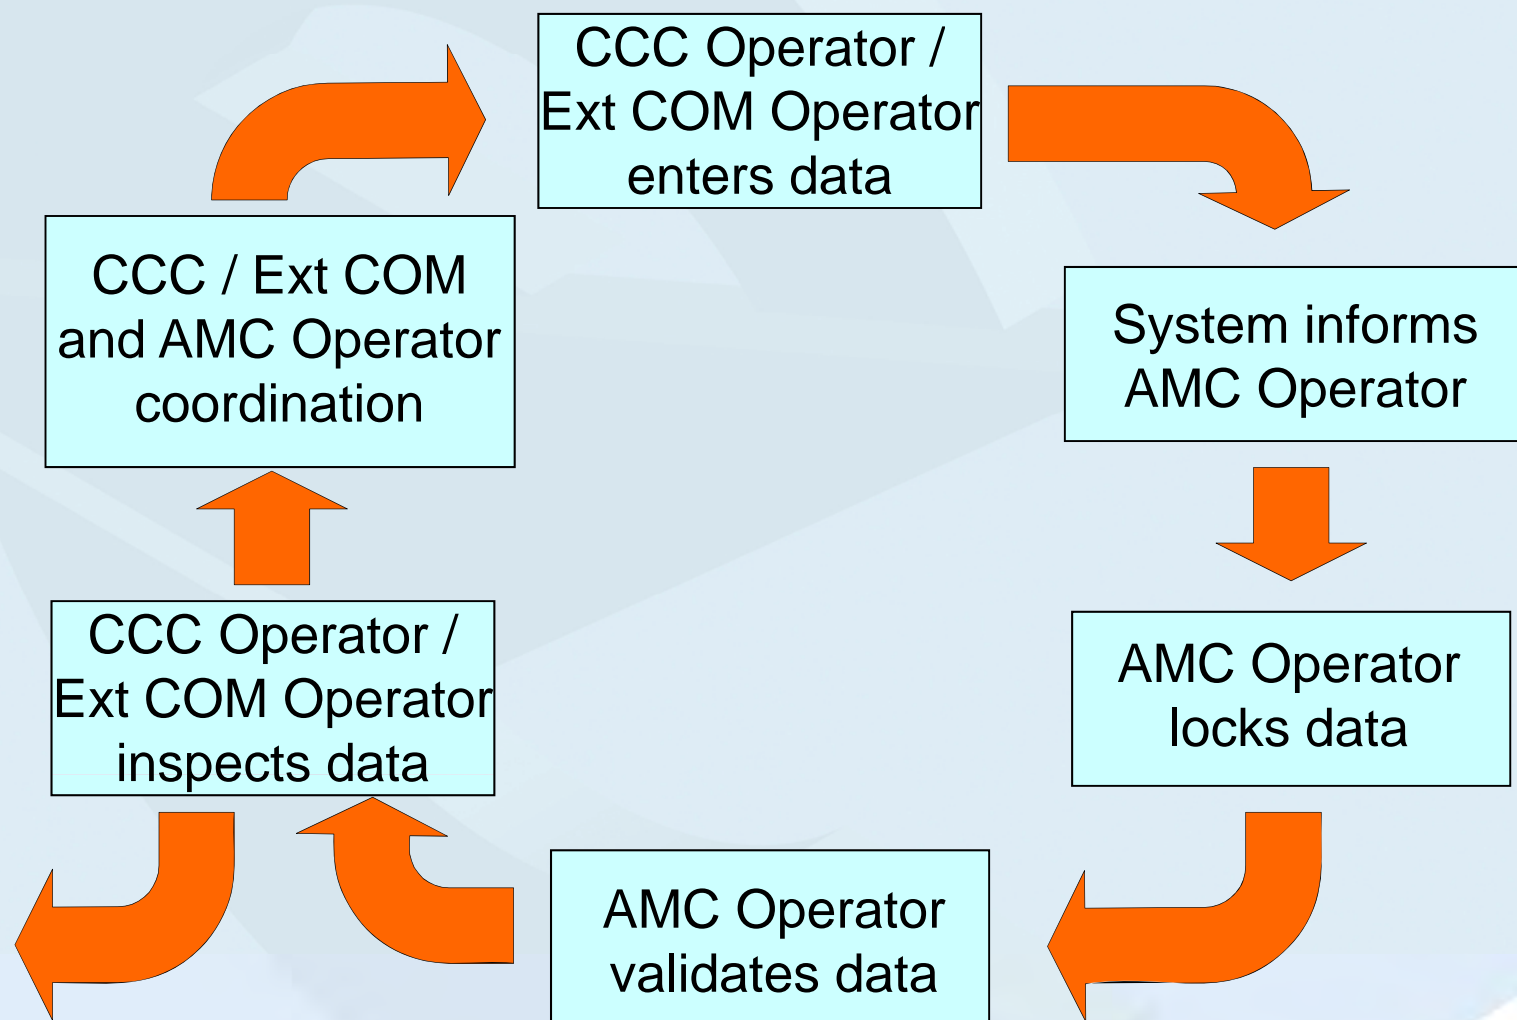 CCC Operator /
Ext COM Operator
enters data
CCC / Ext COM
and AMC Operator
coordination
System informs
AMC Operator
CCC Operator /
Ext COM Operator
inspects data
AMC Operator
locks data
AMC Operator
validates data